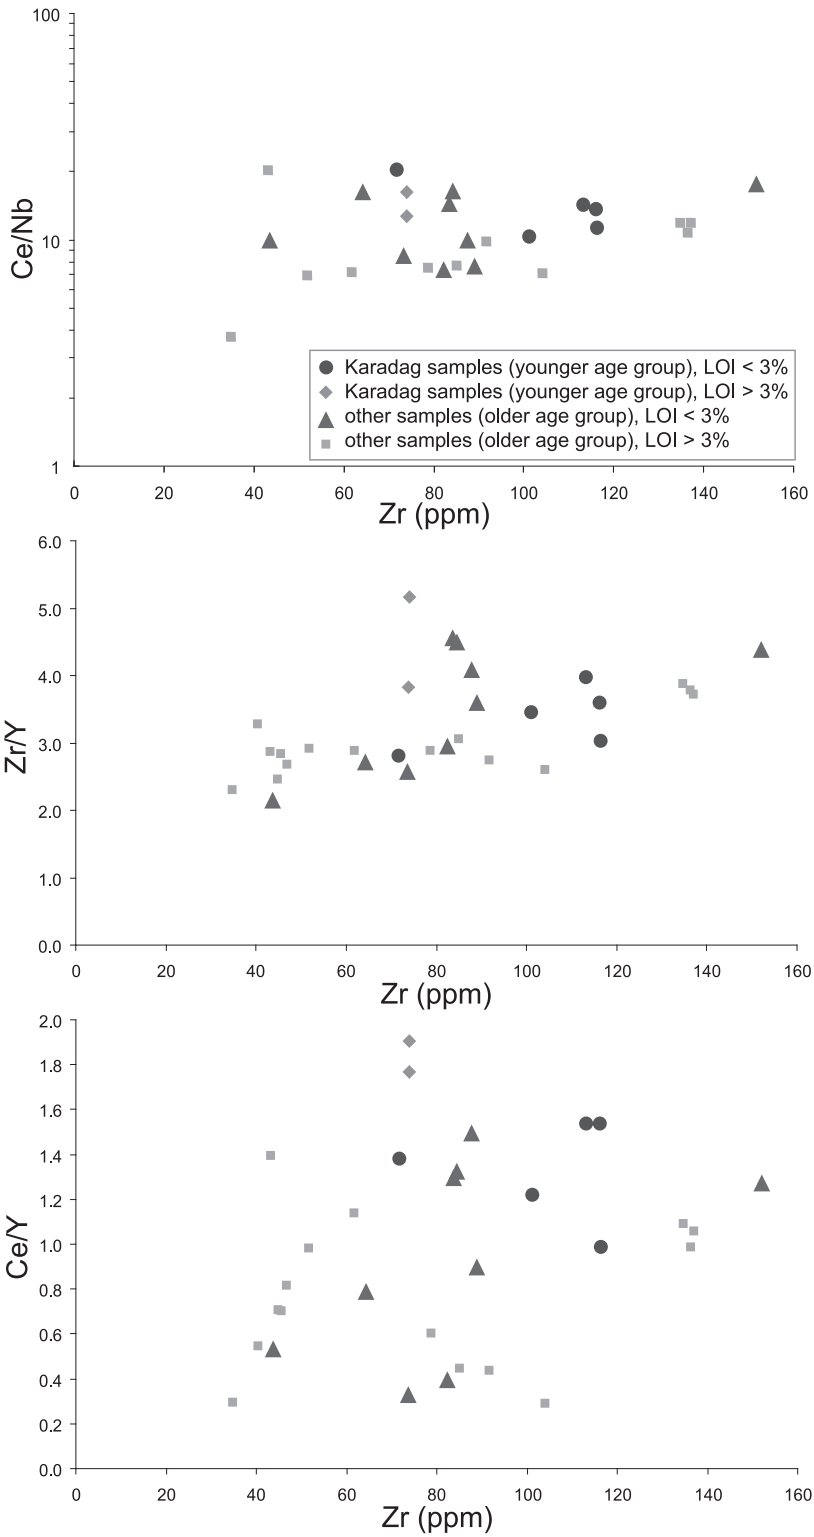 100
10
1
Ce/Nb
Karadag samples (younger age group), LOI < 3%
Karadag samples (younger age group), LOI > 3%
other samples (older age group), LOI < 3%
other samples (older age group), LOI > 3%
0 20 40 60 80 100 120 140 160
Zr (ppm)
6.0
5.0
4.0
3.0
2.0
1.0
0.0
Zr/Y
0 20 40 60 80 100 120 140 160
Zr (ppm)
2.0
1.8
1.6
1.4
1.2
1.0
0.8
0.6
0.4
0.2
0.0
Ce/Y
0 20 40 60 80 100 120 140 160
Zr (ppm)